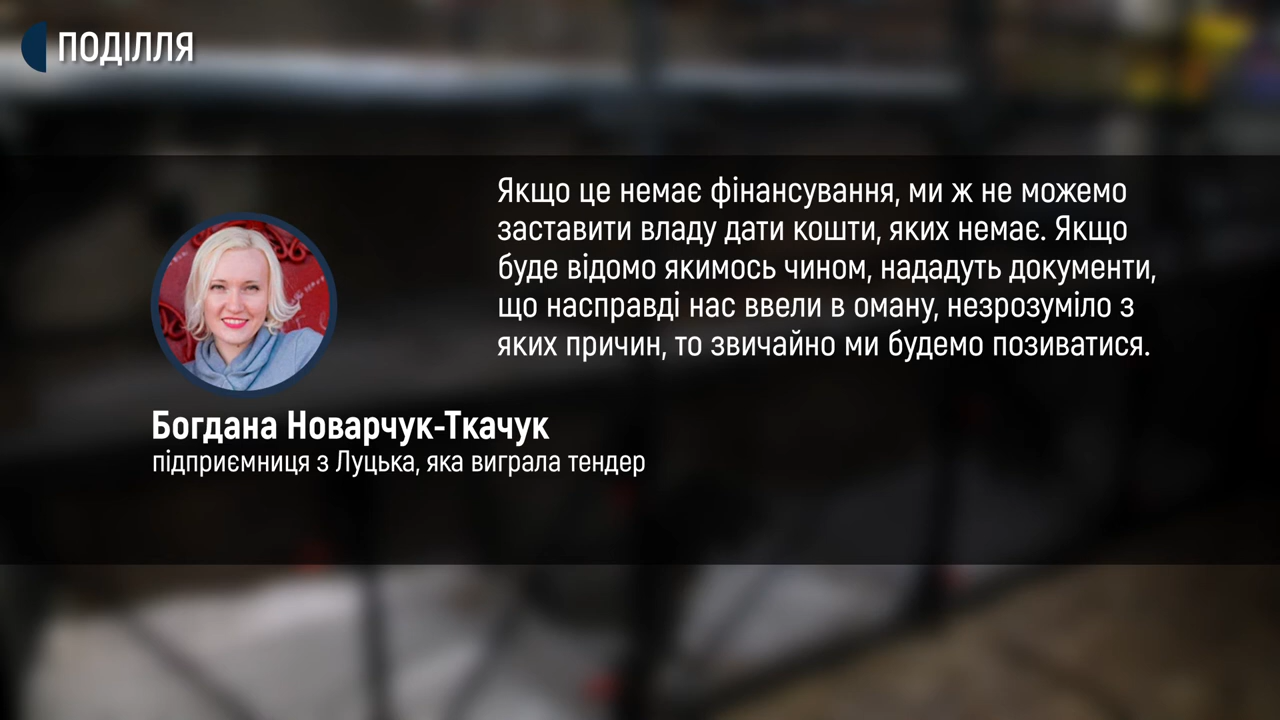 ПОДІЛЛЯ
Якщо це немає фінансування, ми ж не можемо
заставити владу дати кошти, яких немає. Якщо
буде відомо якимось чином, нададуть документи,
що насправді нас ввели в оману, незрозуміло з
яких причин, то звичайно ми будемо позиватися.
Богдана Новарчук-Ткачук
підприємниця з Луцька, яка виграла тендер